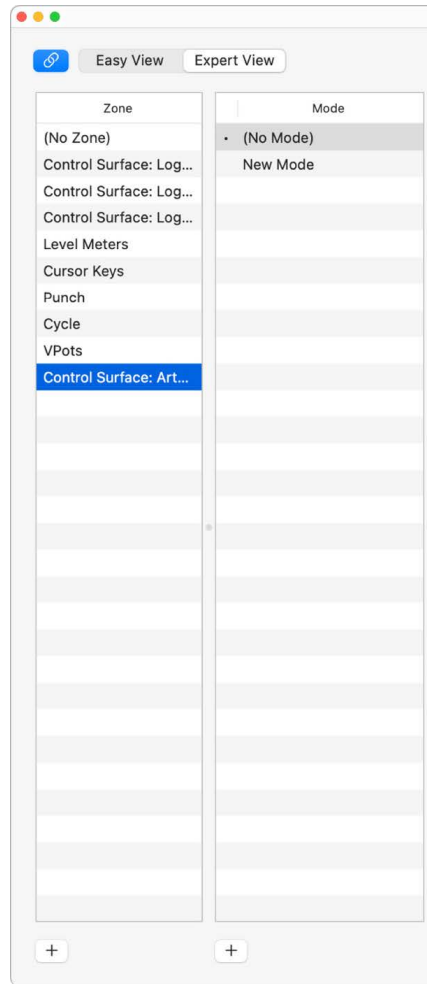 Easy View
Expert View
Zone
(No Zone)
Control Surface: Log...
Control Surface: Log...
Control Surface: Log...
Level Meters
Cursor Keys
Punch
Cycle
VPots
Control Surface: Art...
Mode
• (No Mode)
New Mode
+
+